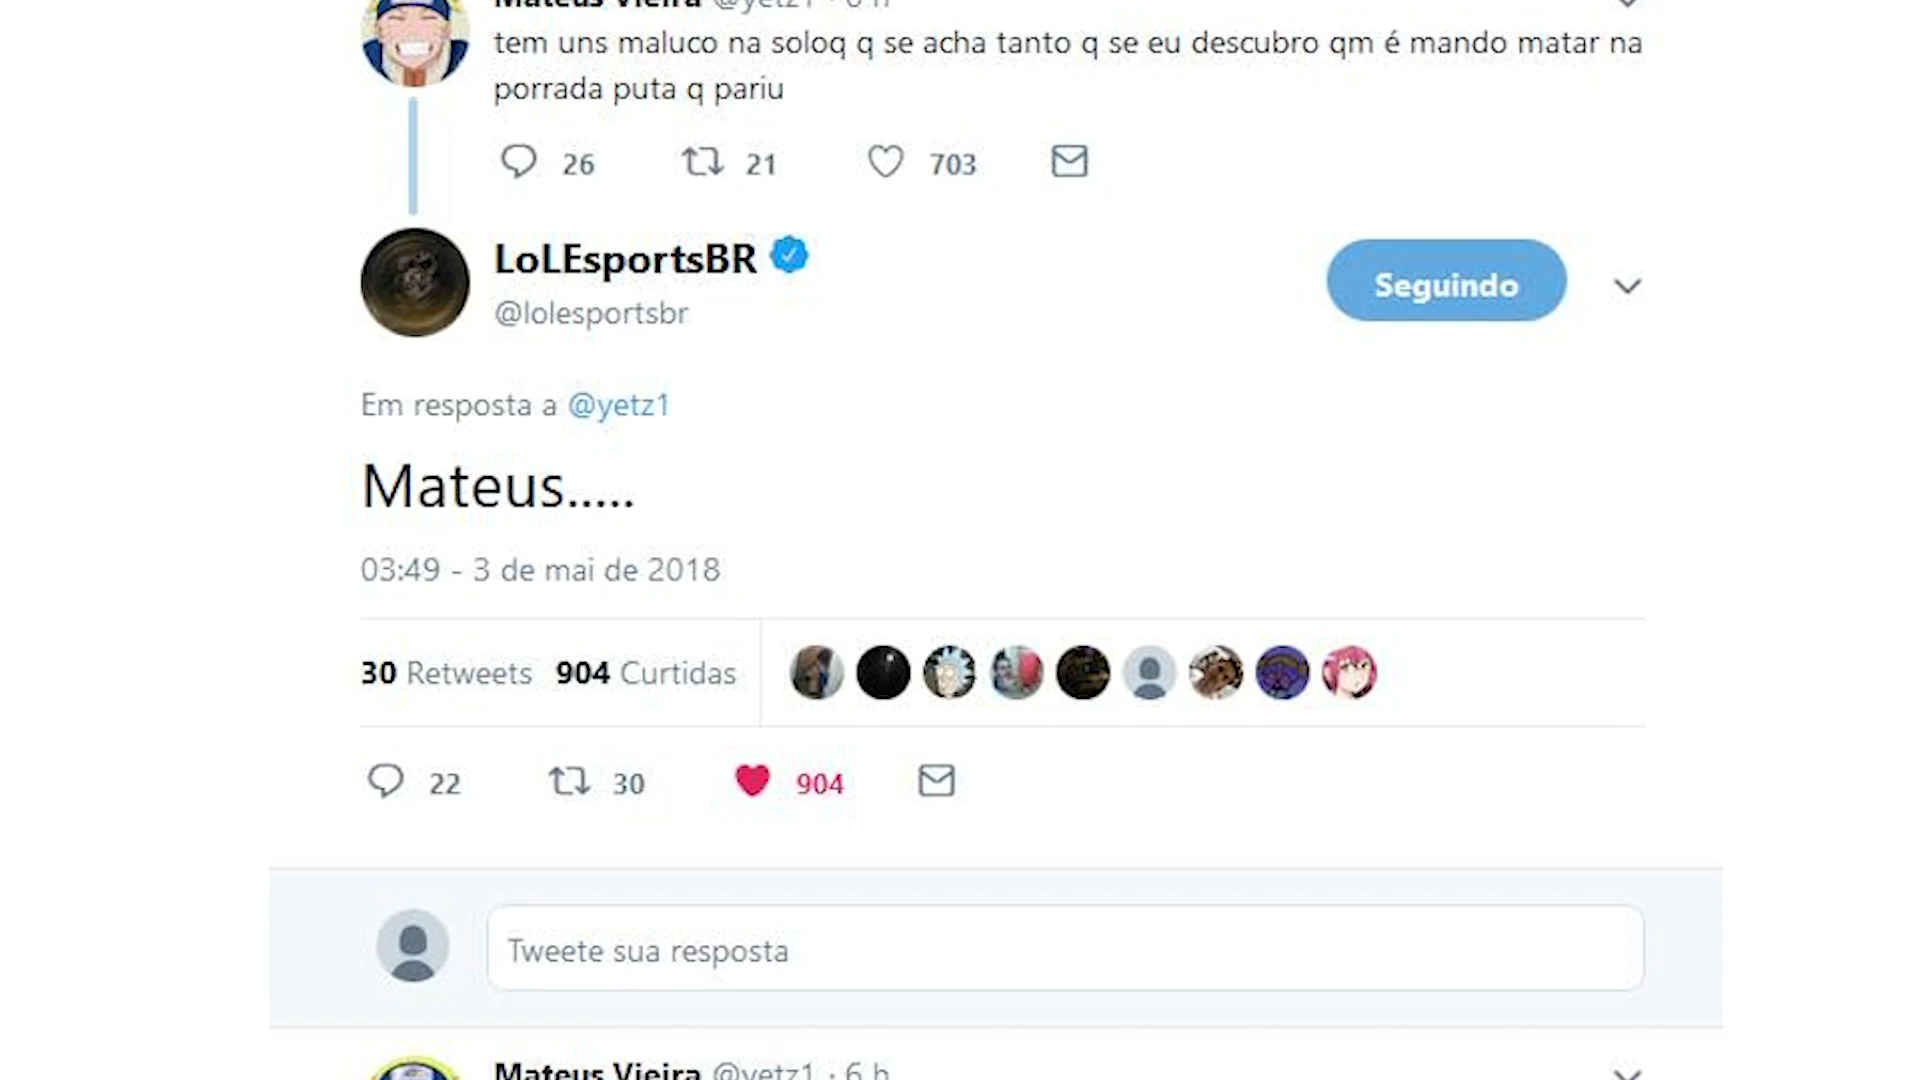 Mateus Vieira @yetz1 · 6 h
tem uns maluco na soloq q se acha tanto q se eu descubro qm é mando matar na
porrada puta q pariu
26 21 703
LoLEsportsBR
@lolesportsbr
Seguindo
Em resposta a @yetz1
Mateus.....
03:49 - 3 de mai de 2018
30 Retweets 904 Curtidas
22 30 904
Tweete sua resposta
Mateus Vieira @yetz1 · 6 h